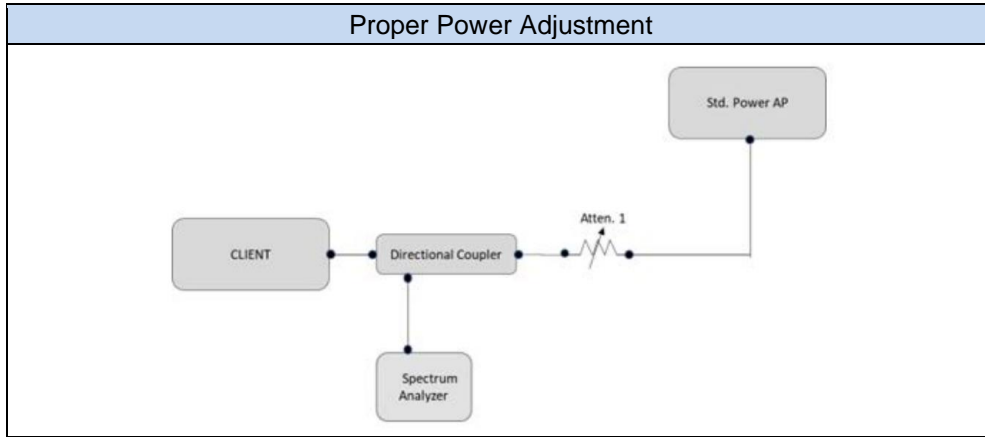 Proper Power Adjustment
Std. Power AP
Atten. 1
CLIENT
Directional Coupler
Spectrum
Analyzer